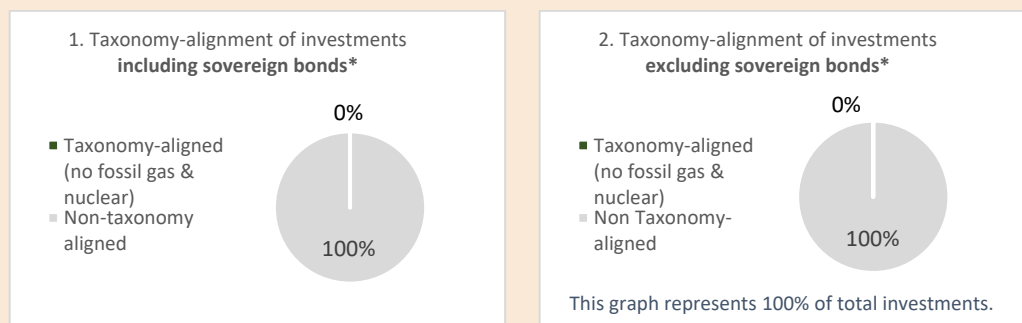 1. Taxonomy-alignment of investments
including sovereign bonds*
0%
Taxonomy-aligned
(no fossil gas &
nuclear)
Non-taxonomy
aligned
100%
2. Taxonomy-alignment of investments
excluding sovereign bonds*
0%
Taxonomy-aligned
(no fossil gas &
nuclear)
Non Taxonomy-
aligned
100%
This graph represents 100% of total investments.